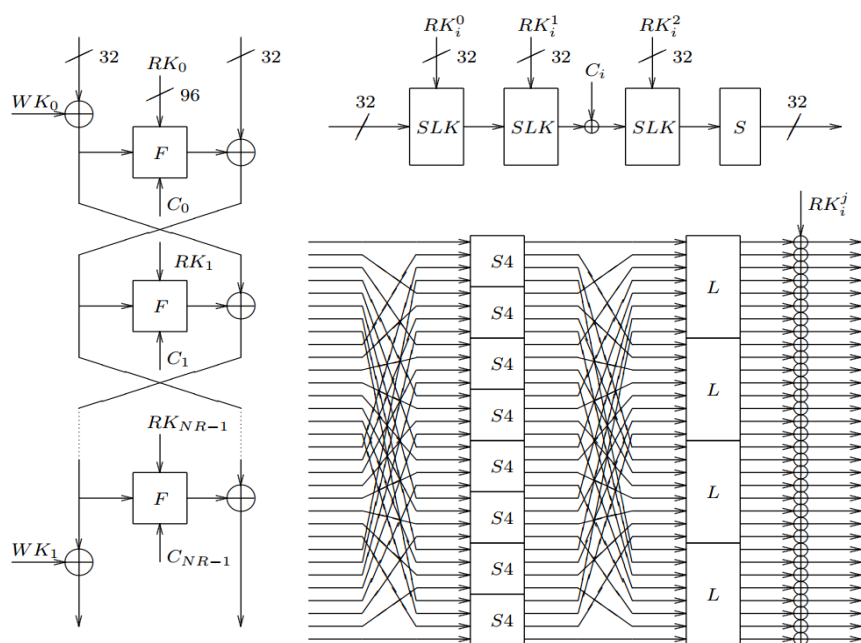 32
32
RK_0
96
WK_0
F
C_0
RK_1
F
C_1
RK_{NR-1}
F
WK_1
C_{NR-1}
RK_i^0
RK_i^1
RK_i^2
32
32
32
C_i
32
SLK
SLK
SLK
S
32
RK_i^j
S4
S4
S4
S4
S4
S4
S4
S4
L
L
L
L